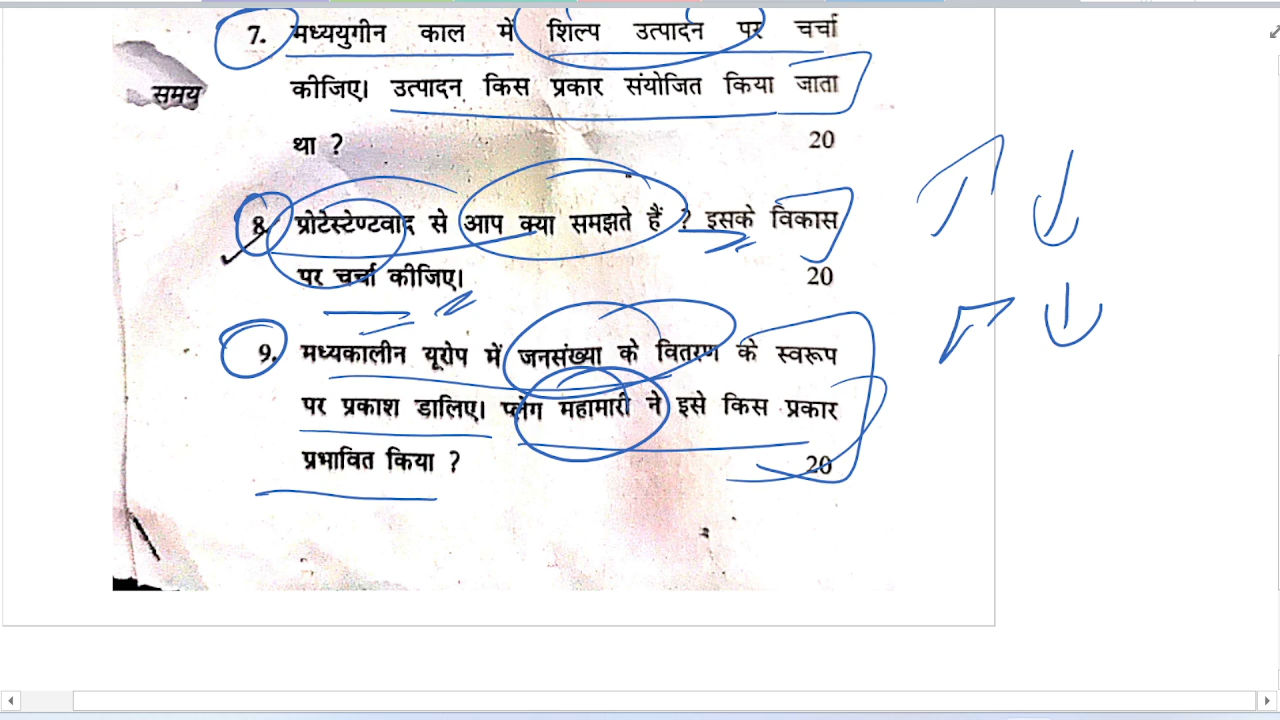 7. मध्ययुगीन काल में शिल्प उत्पादन पर चर्चा
कीजिए। उत्पादन किस प्रकार संयोजित किया जाता
समय
था ? 20
8. प्रोटेस्टेण्टवाद से आप क्या समझते हैं ? इसके विकास
पर चर्चा कीजिए। 20
9. मध्यकालीन यूरोप में जनसंख्या के वितरण के स्वरूप
पर प्रकाश डालिए। प्लेग महामारी ने इसे किस प्रकार
प्रभावित किया ? 20